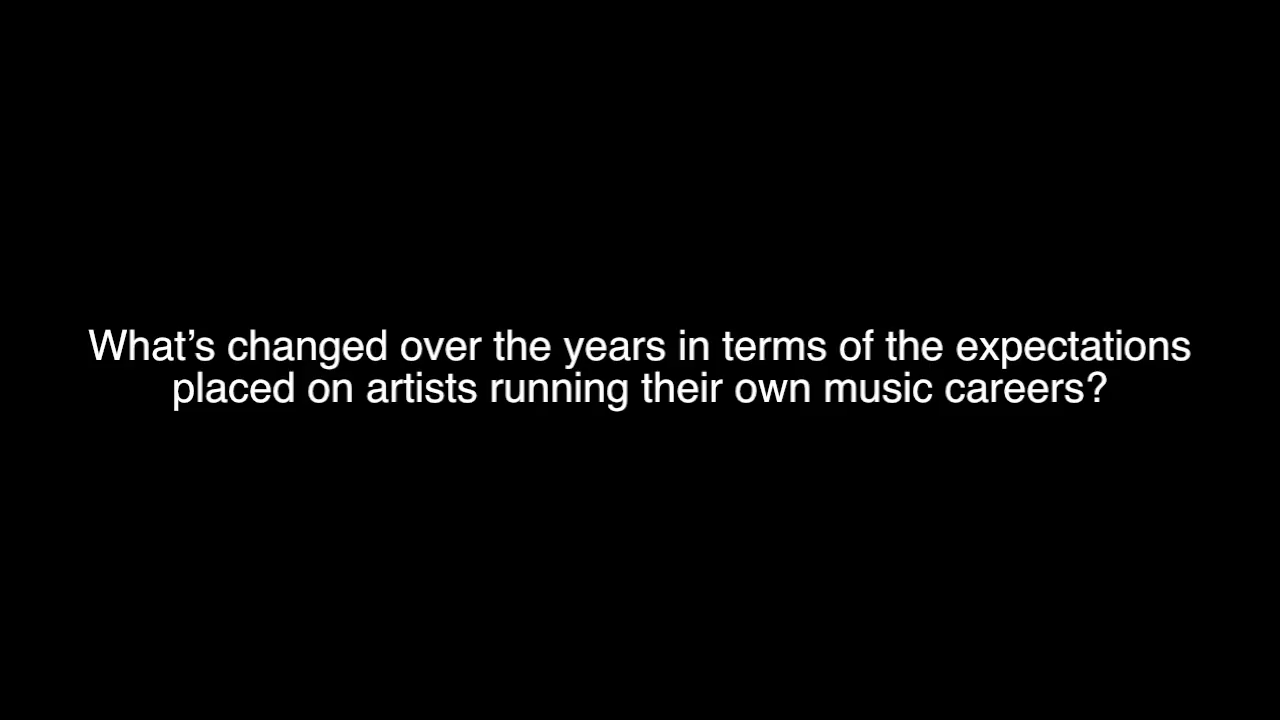 What’s changed over the years in terms of the expectations
placed on artists running their own music careers?